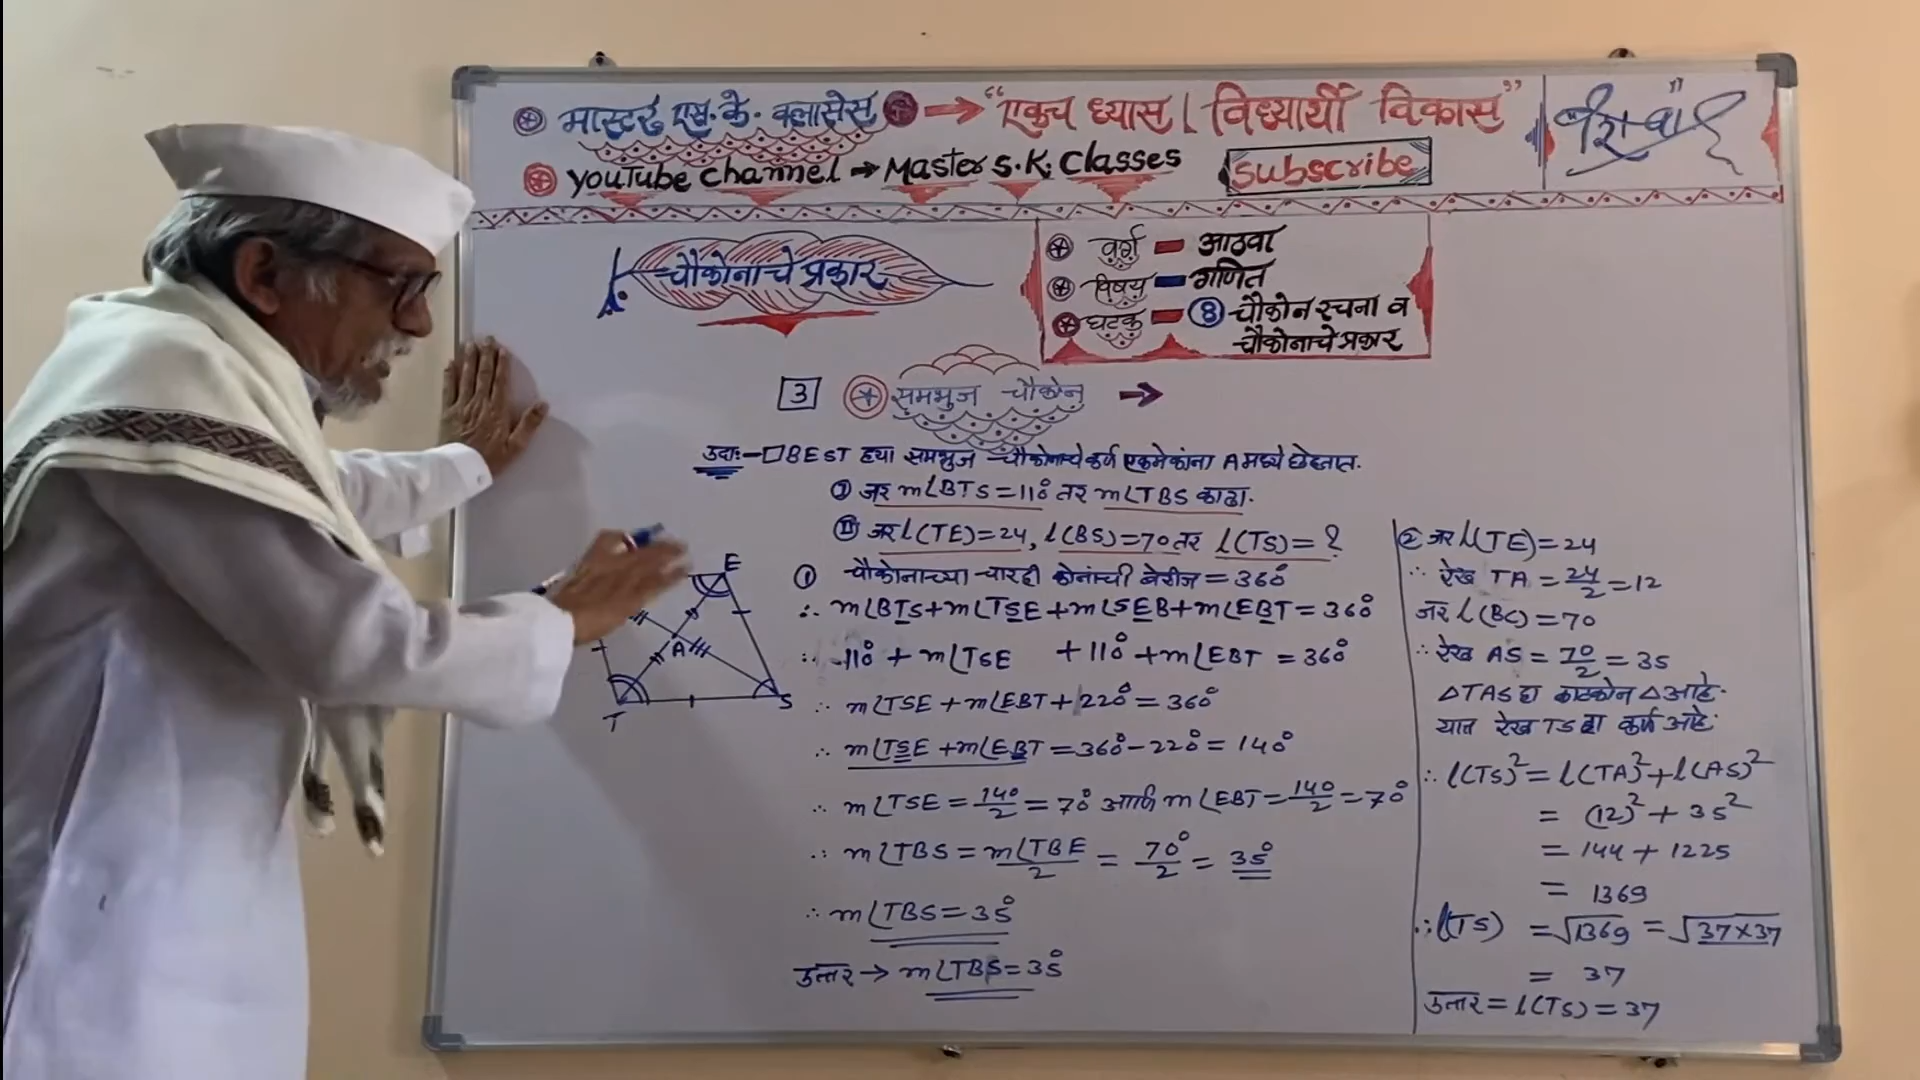 मास्टर एस. के. क्लासेस → “एकच ध्यास । विध्यार्थी विकास”
YouTube channel → Master S.K. Classes Subscribe
चौकोनाचे प्रकार
वर्ग - आठवा
विषय - गणित
घटक - 8 चौकोन रचना व
चौकोनाचे प्रकार
3 समभुज चौकोन →
उदा:- □BEST ह्या समभुज चौकोनाचे कर्ण एकमेकांना A मध्ये छेदतात.
I जर m∠BTS=110° तर m∠TBS काढा.
II जर l(TE)=24, l(BS)=70 तर l(TS)=?
E
A
T
S
① चौकोनाच्या चारही कोनांची बेरीज = 360°
∴ m∠BTS+m∠TSE+m∠SEB+m∠EBT=360°
∴ 110°+m∠TSE +110°+m∠EBT=360°
∴ m∠TSE+m∠EBT+220°=360°
∴ m∠TSE+m∠EBT=360°-220°=140°
∴ m∠TSE=140/2=70° आणि m∠EBT=140/2=70°
∴ m∠TBS=m∠TBE/2=70°/2=35°
∴ m∠TBS=35°
उत्तर → m∠TBS=35°
② जर l(TE)=24
∴ रेख TA=24/2=12
जर l(BC)=70
∴ रेख AS=70/2=35
△TAS हा काटकोन △ आहे.
यात रेख TS हा कर्ण आहे.
∴ l(TS)²=l(TA)²+l(AS)²
= (12)²+35²
= 144+1225
= 1369
∴ l(TS) =√1369=√37×37
= 37
उत्तर = l(TS)=37